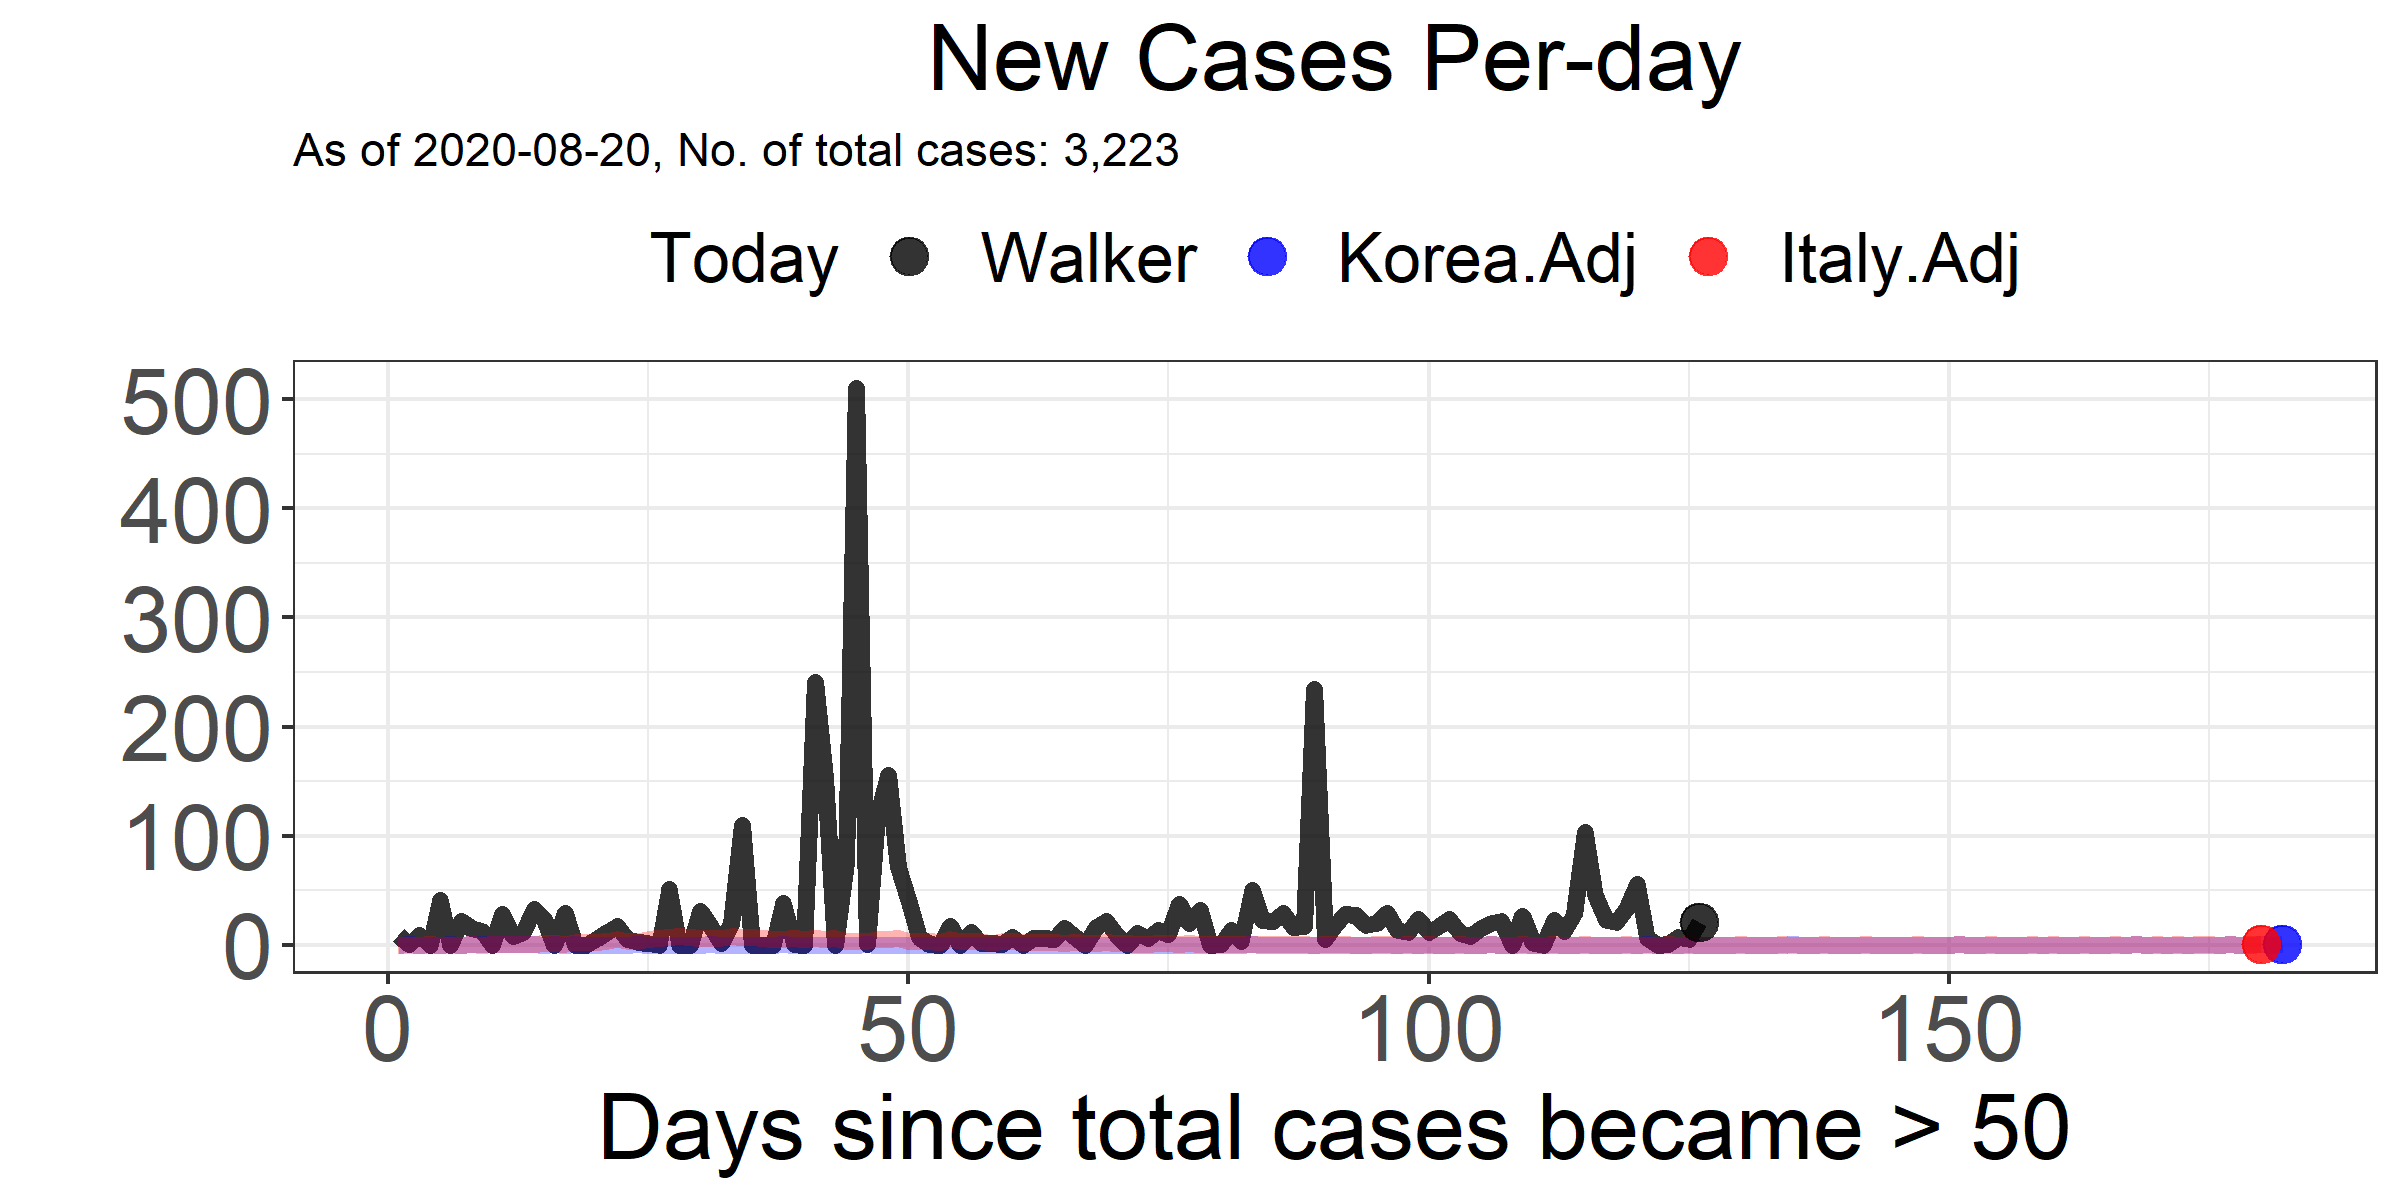 New Cases Per-day
As of 2020-08-20, No. of total cases: 3,223
Today Walker Korea.Adj Italy.Adj
500
400
300
200
100
0
0 50 100 150
Days since total cases became > 50